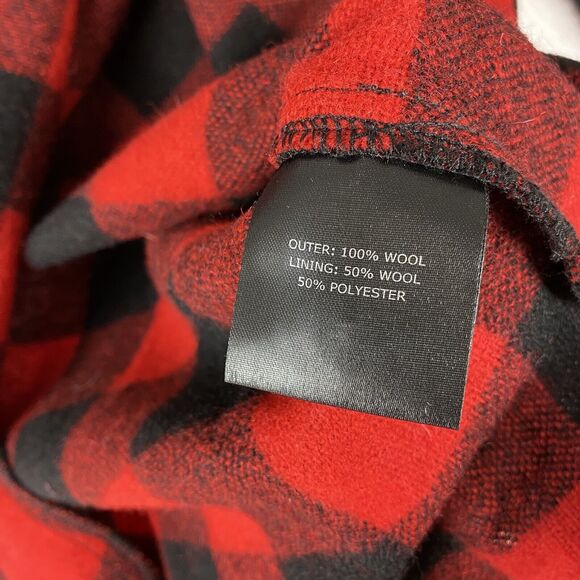 OUTER: 100% WOOL
LINING: 50% WOOL
50% POLYESTER